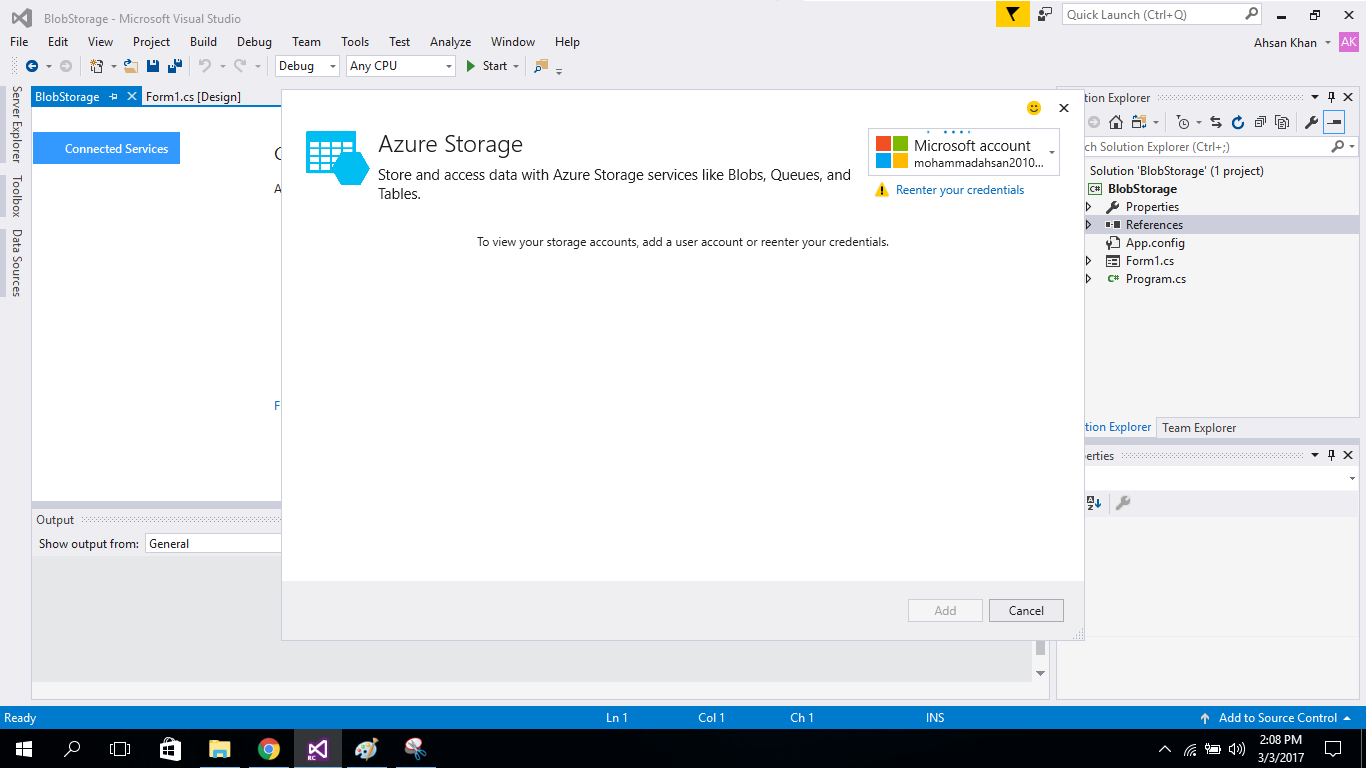 BlobStorage - Microsoft Visual Studio
Quick Launch (Ctrl+Q)
File Edit View Project Build Debug Team Tools Test Analyze Window Help
Ahsan Khan AK
Debug Any CPU Start
Server Explorer
Toolbox
Data Sources
BlobStorage Form1.cs [Design]
Connected Services
Azure Storage
Store and access data with Azure Storage services like Blobs, Queues, and
Tables.
Microsoft account
mohammadahsan2010...
Reenter your credentials
To view your storage accounts, add a user account or reenter your credentials.
Add Cancel
tion Explorer
ch Solution Explorer (Ctrl+;)
Solution 'BlobStorage' (1 project)
C# BlobStorage
Properties
References
App.config
Form1.cs
C# Program.cs
tion Explorer Team Explorer
erties
Output
Show output from: General
Ready Ln 1 Col 1 Ch 1 INS Add to Source Control
RC
2:08 PM
3/3/2017